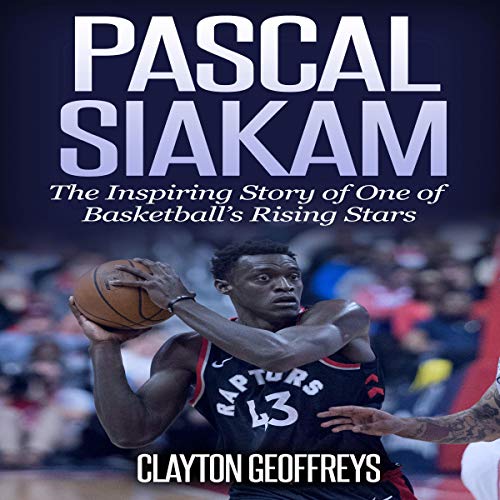 PASCAL
SIAKAM
The Inspiring Story of One of
Basketball's Rising Stars
RAPTORS
43
CLAYTON GEOFFREYS